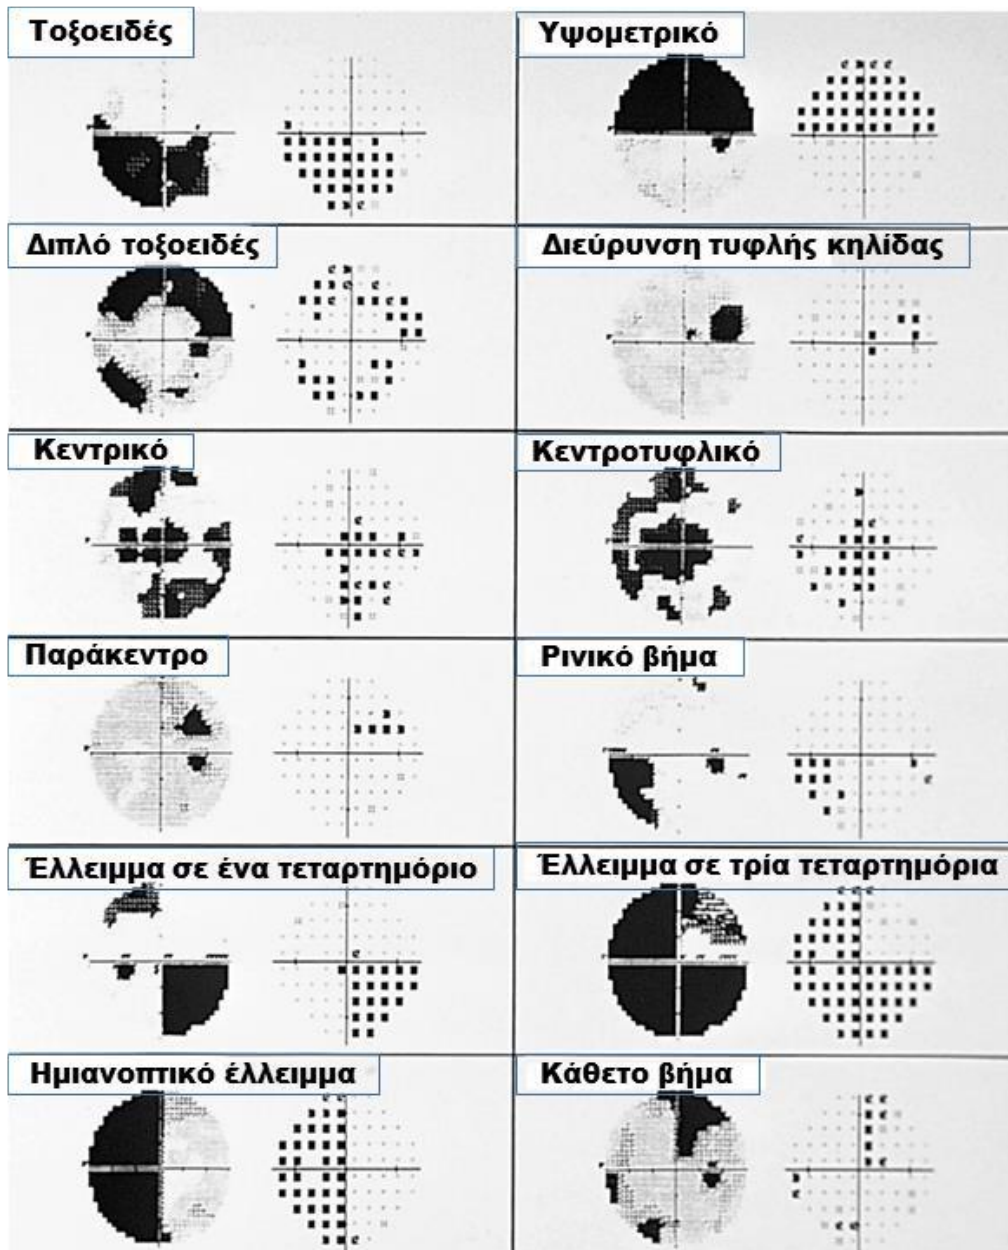 Τοξοειδές
Υψομετρικό
Διπλό τοξοειδές
Διεύρυνση τυφλής κηλίδας
Κεντρικό
Κεντροτυφλικό
Παράκεντρο
Ρινικό βήμα
Έλλειμμα σε ένα τεταρτημόριο
Έλλειμμα σε τρία τεταρτημόρια
Ημιανοπτικό έλλειμμα
Κάθετο βήμα